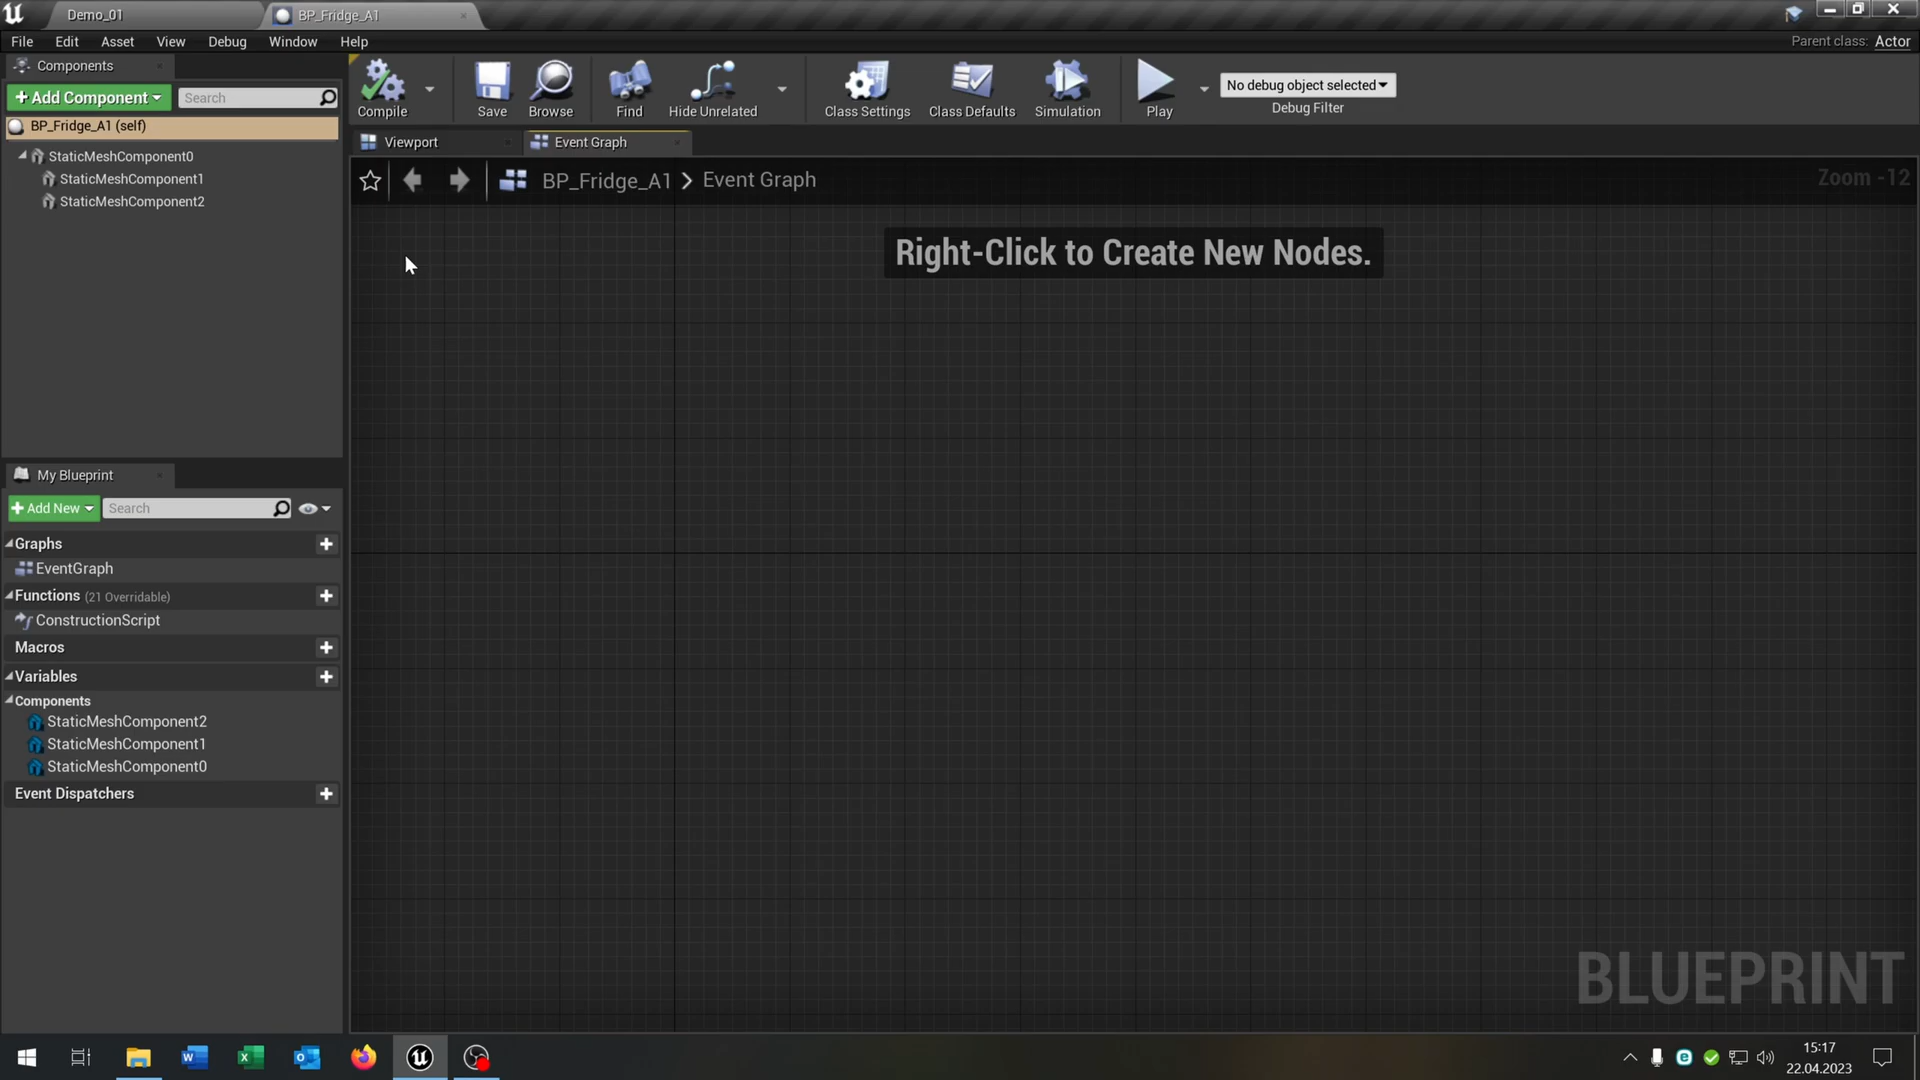 Demo_01
BP_Fridge_A1
File Edit Asset View Debug Window Help
Parent class: Actor
Components
+ Add Component
Search
BP_Fridge_A1 (self)
StaticMeshComponent0
StaticMeshComponent1
StaticMeshComponent2
Compile
Save
Browse
Find
Hide Unrelated
Class Settings
Class Defaults
Simulation
Play
No debug object selected
Debug Filter
Viewport
Event Graph
BP_Fridge_A1 > Event Graph
Zoom -12
Right-Click to Create New Nodes.
My Blueprint
+ Add New
Search
Graphs
EventGraph
Functions (21 Overridable)
ConstructionScript
Macros
Variables
Components
StaticMeshComponent2
StaticMeshComponent1
StaticMeshComponent0
Event Dispatchers
BLUEPRINT
15:17
22.04.2023